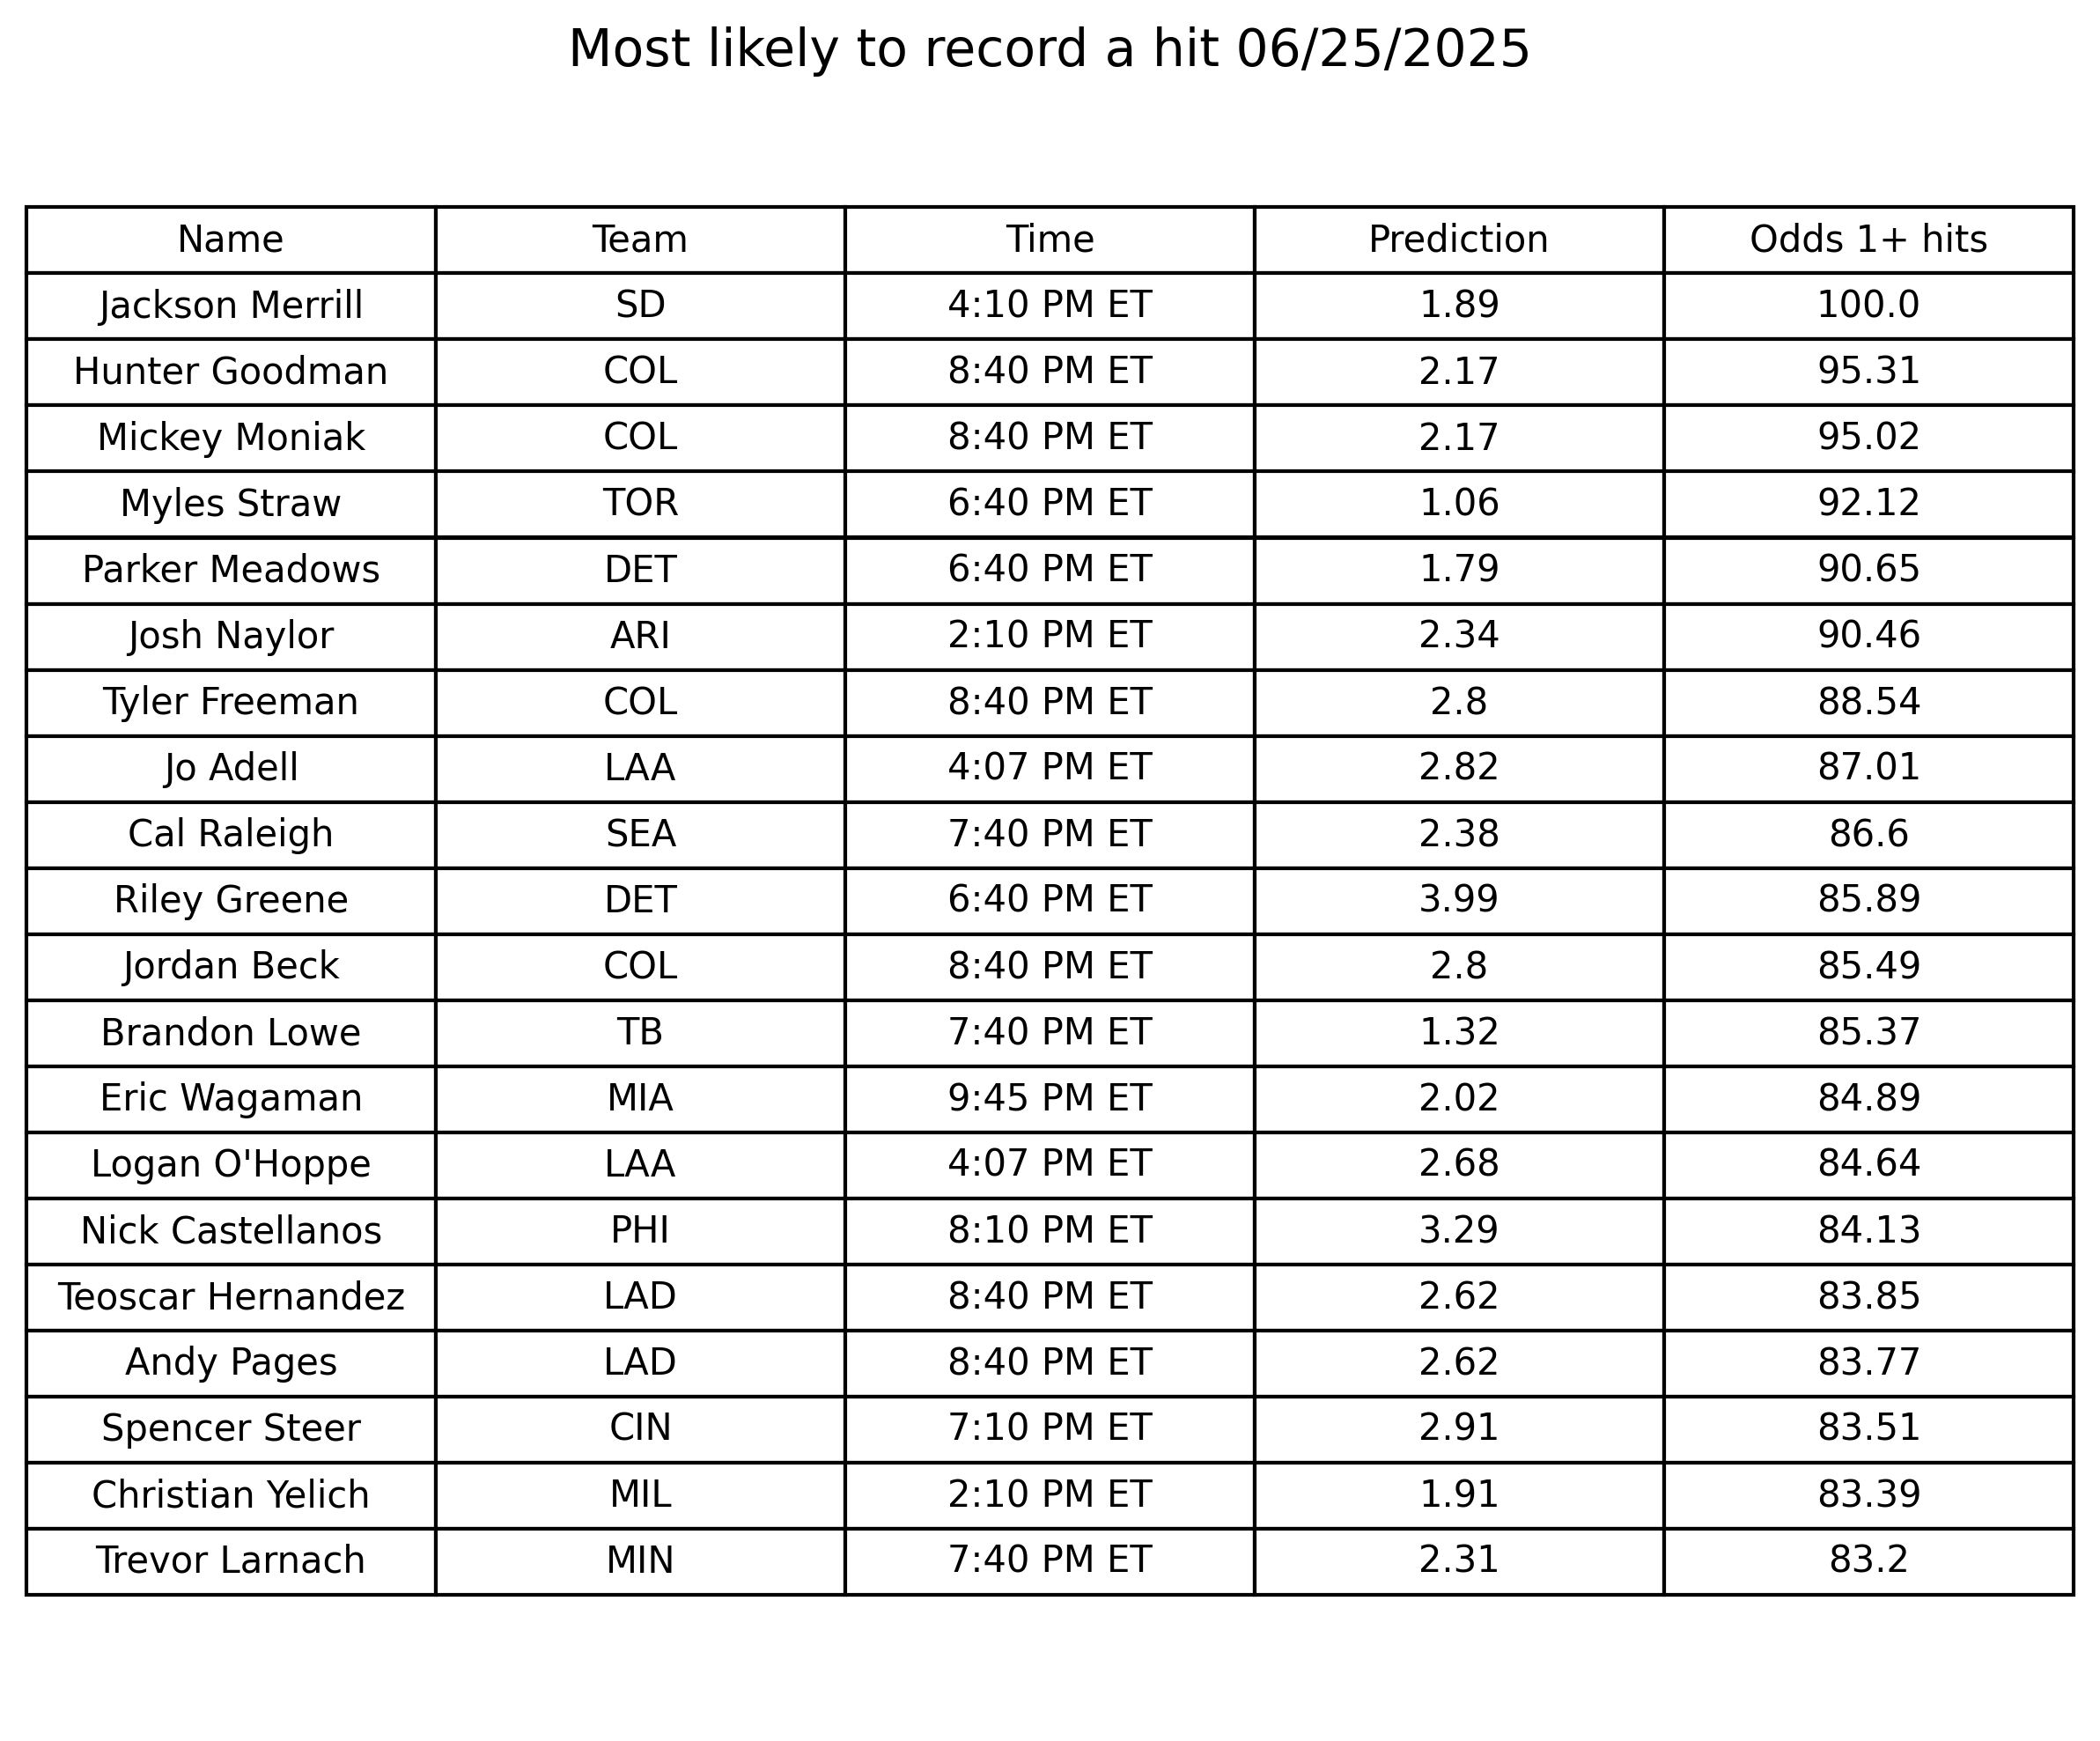 Most likely to record a hit 06/25/2025
Name Team Time Prediction Odds 1+ hits
Jackson Merrill SD 4:10 PM ET 1.89 100.0
Hunter Goodman COL 8:40 PM ET 2.17 95.31
Mickey Moniak COL 8:40 PM ET 2.17 95.02
Myles Straw TOR 6:40 PM ET 1.06 92.12
Parker Meadows DET 6:40 PM ET 1.79 90.65
Josh Naylor ARI 2:10 PM ET 2.34 90.46
Tyler Freeman COL 8:40 PM ET 2.8 88.54
Jo Adell LAA 4:07 PM ET 2.82 87.01
Cal Raleigh SEA 7:40 PM ET 2.38 86.6
Riley Greene DET 6:40 PM ET 3.99 85.89
Jordan Beck COL 8:40 PM ET 2.8 85.49
Brandon Lowe TB 7:40 PM ET 1.32 85.37
Eric Wagaman MIA 9:45 PM ET 2.02 84.89
Logan O'Hoppe LAA 4:07 PM ET 2.68 84.64
Nick Castellanos PHI 8:10 PM ET 3.29 84.13
Teoscar Hernandez LAD 8:40 PM ET 2.62 83.85
Andy Pages LAD 8:40 PM ET 2.62 83.77
Spencer Steer CIN 7:10 PM ET 2.91 83.51
Christian Yelich MIL 2:10 PM ET 1.91 83.39
Trevor Larnach MIN 7:40 PM ET 2.31 83.2